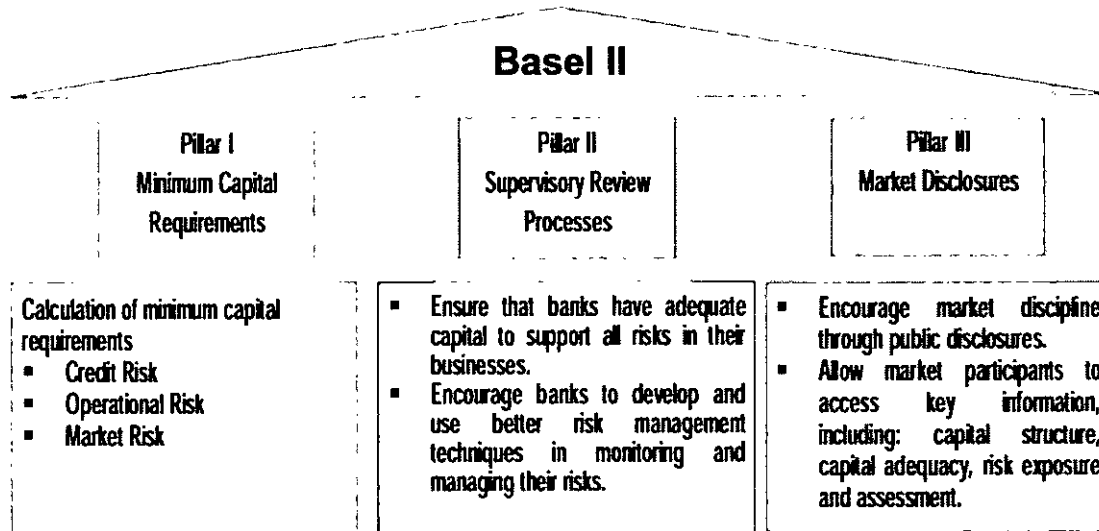 Basel II
Pillar I
Minimum Capital
Requirements
Pillar II
Supervisory Review
Processes
Pillar III
Market Disclosures
Calculation of minimum capital
requirements
▪ Credit Risk
▪ Operational Risk
▪ Market Risk
▪ Ensure that banks have adequate
capital to support all risks in their
businesses.
▪ Encourage banks to develop and
use better risk management
techniques in monitoring and
managing their risks.
▪ Encourage market discipline
through public disclosures.
▪ Allow market participants to
access key information,
including: capital structure,
capital adequacy, risk exposure
and assessment.